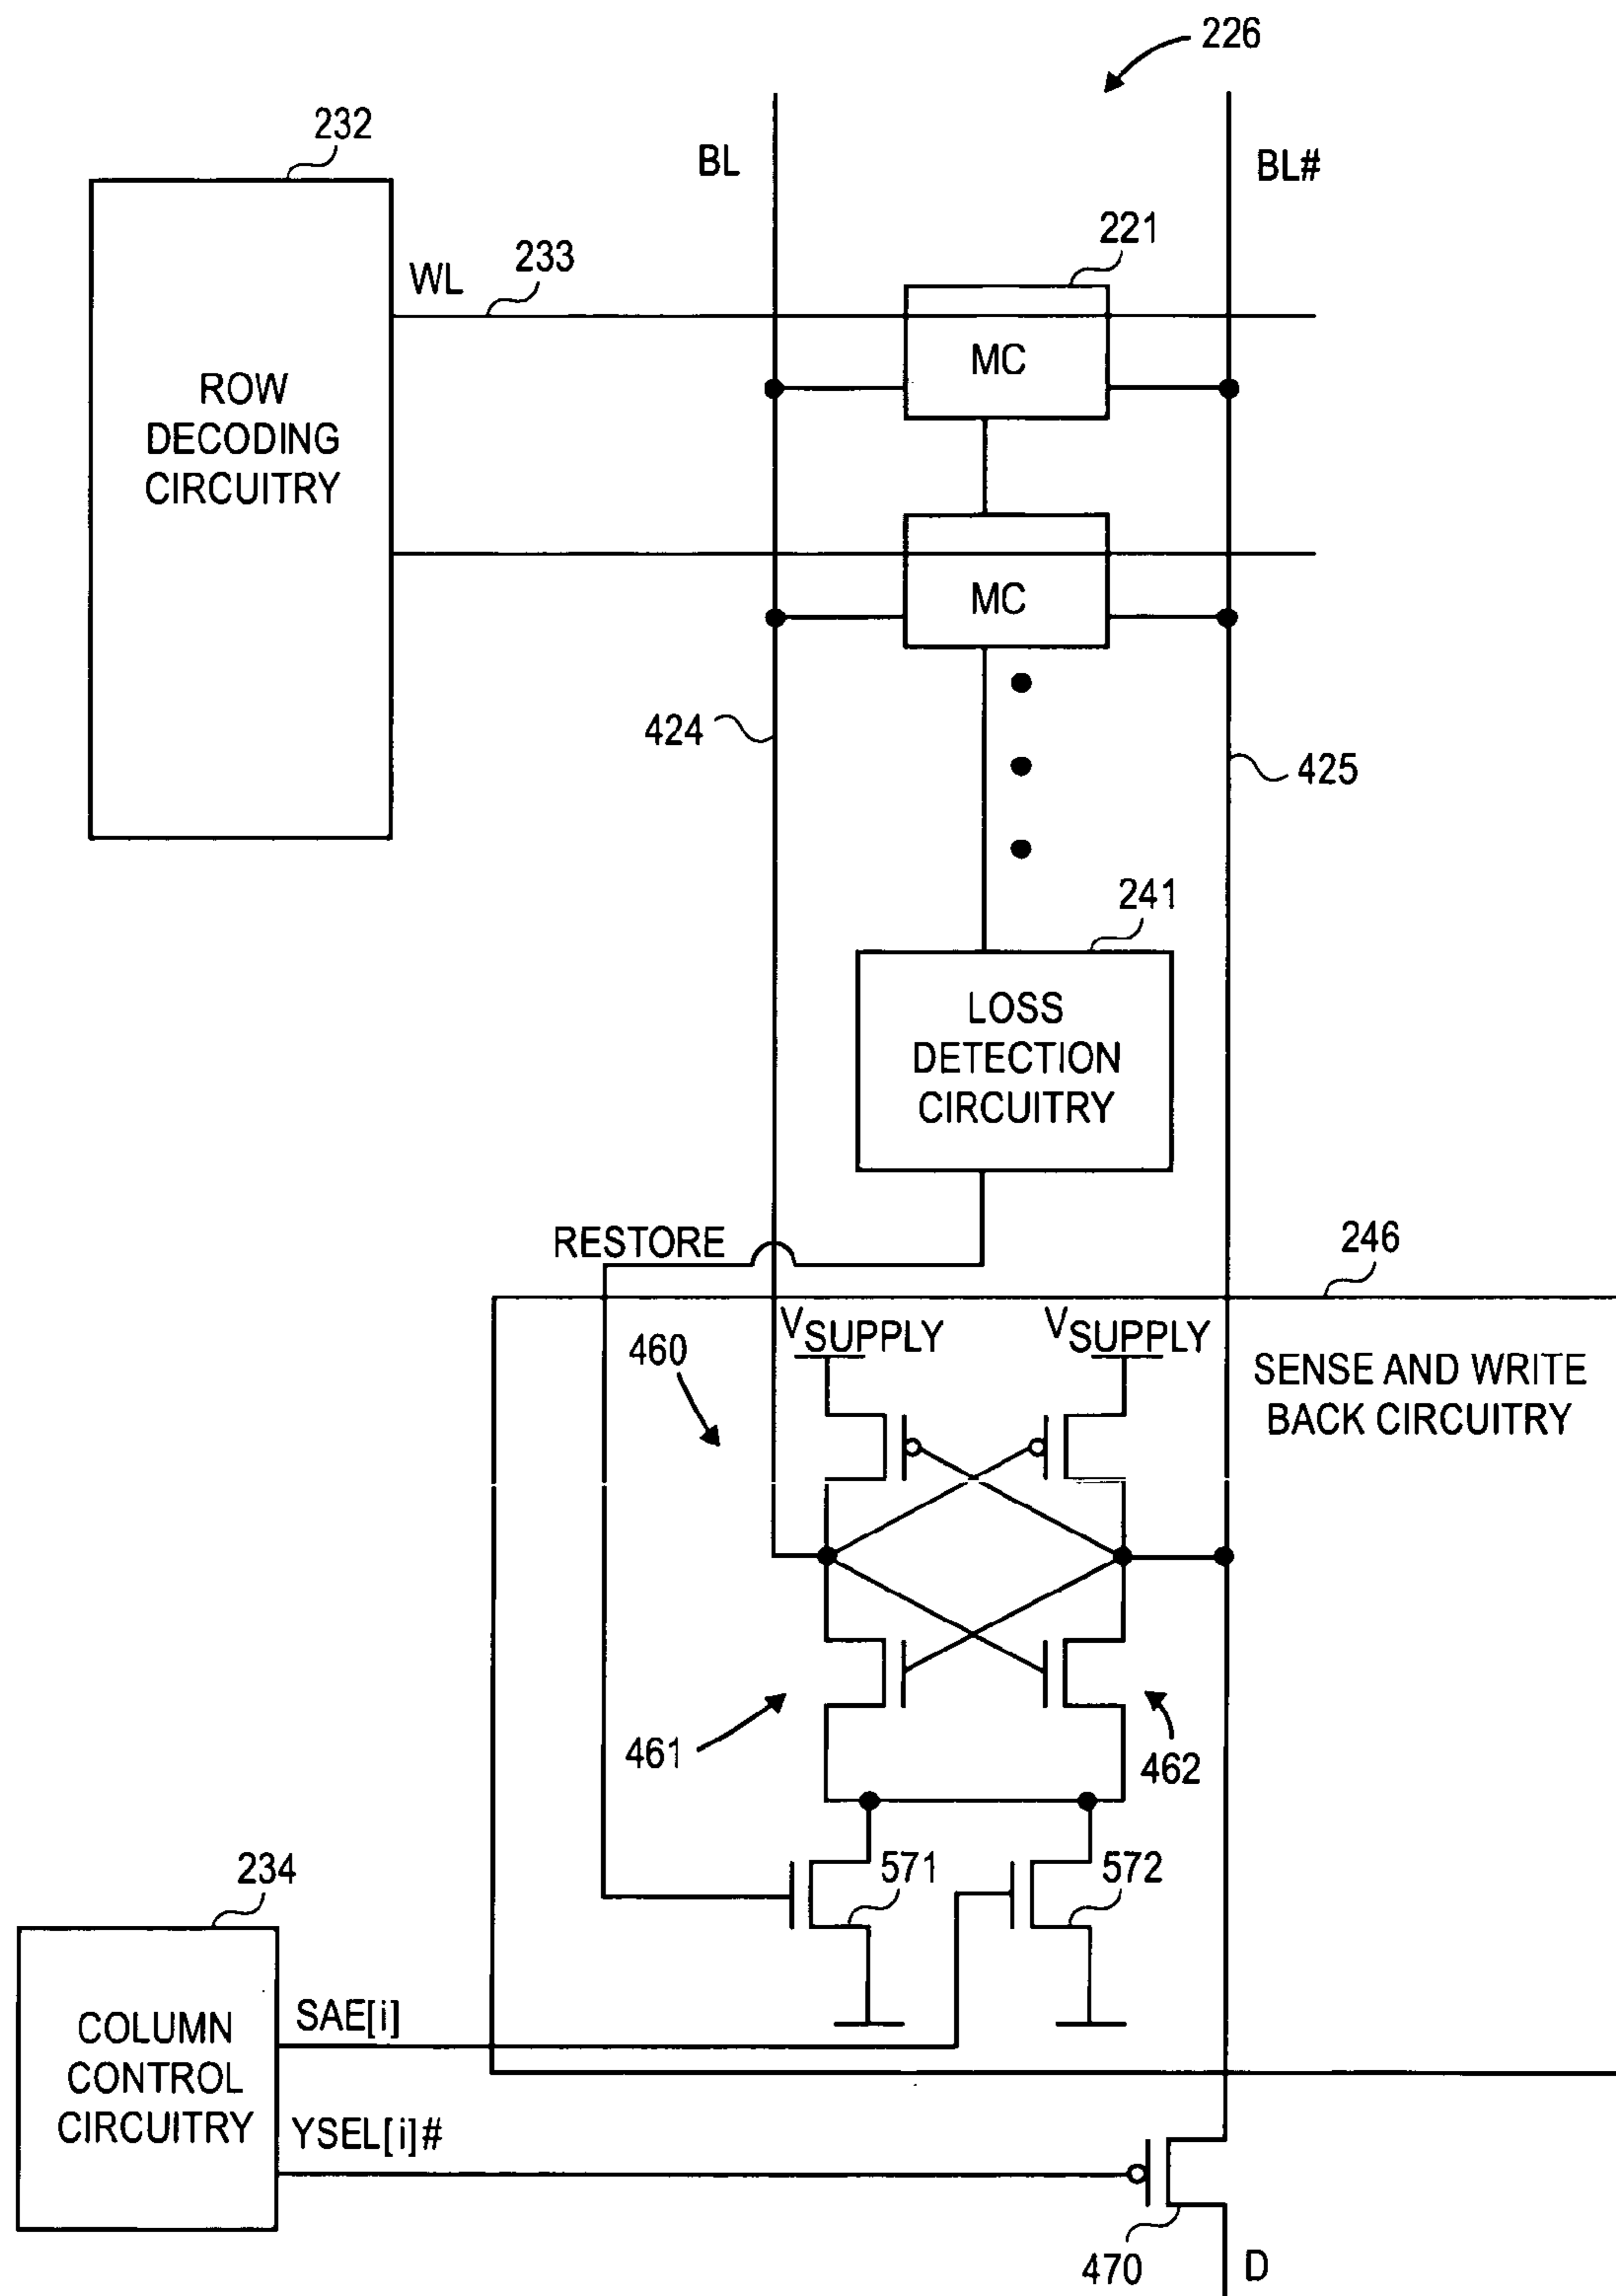 226
232
BL
BL#
221
WL
233
MC
ROW
DECODING
CIRCUITRY
MC
424
425
241
LOSS
DETECTION
CIRCUITRY
RESTORE
246
VSUPPLY
VSUPPLY
460
SENSE AND WRITE
BACK CIRCUITRY
461
462
234
571
572
SAE[i]
COLUMN
CONTROL
CIRCUITRY
YSEL[i]#
470
D